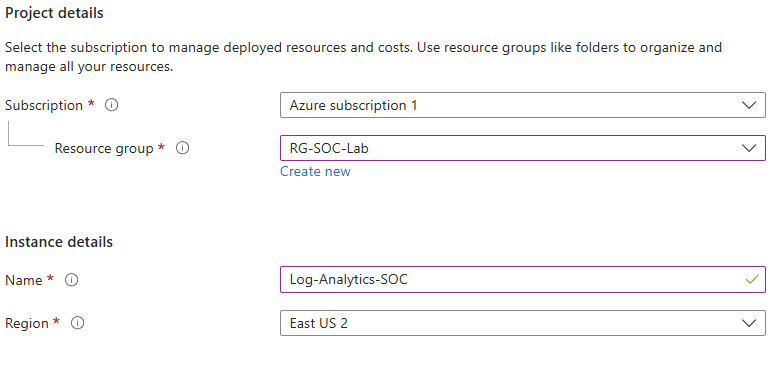 Project details
Select the subscription to manage deployed resources and costs. Use resource groups like folders to organize and
manage all your resources.
Subscription *
Azure subscription 1
Resource group *
RG-SOC-Lab
Create new
Instance details
Name *
Log-Analytics-SOC
Region *
East US 2